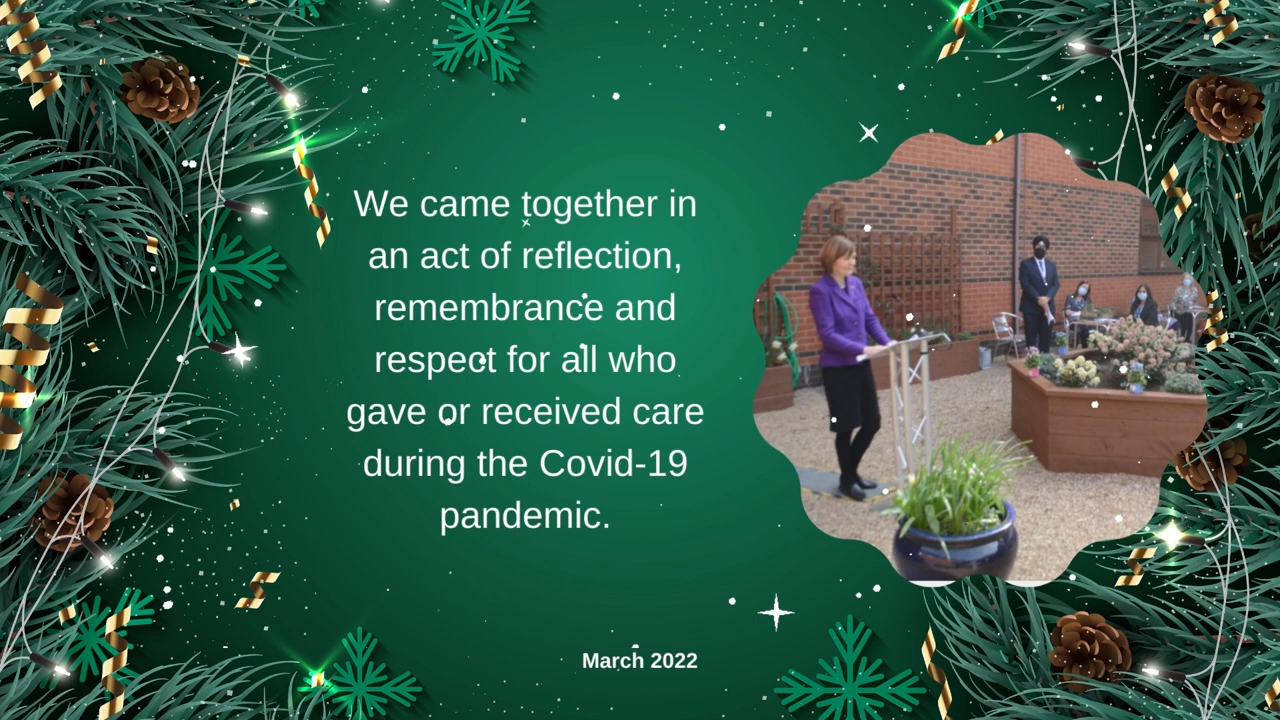 We came together in
an act of reflection,
remembrance and
respect for all who
gave or received care
during the Covid-19
pandemic.
March 2022